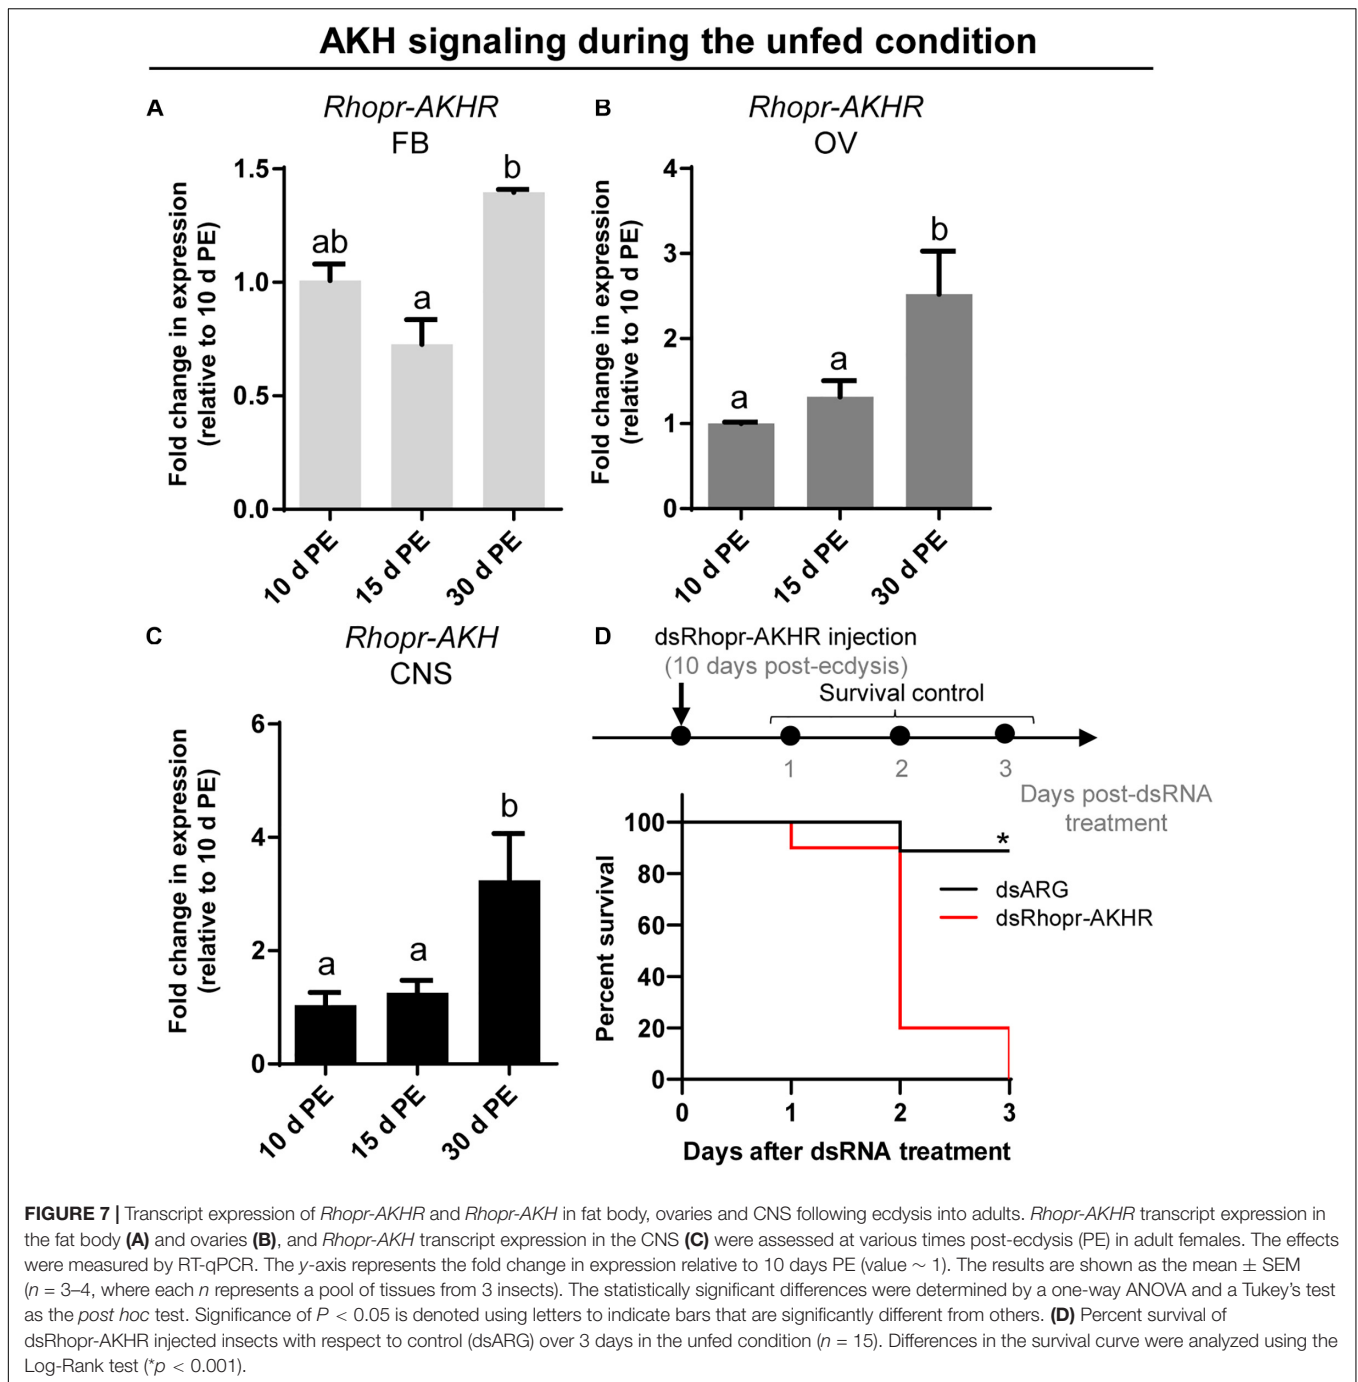 AKH signaling during the unfed condition
A
Rhopr-AKHR
FB
Fold change in expression
(relative to 10 d PE)
1.5
1.0
0.5
0.0
ab
a
b
10 d PE
15 d PE
30 d PE
B
Rhopr-AKHR
OV
Fold change in expression
(relative to 10 d PE)
4
3
2
1
0
a
a
b
10 d PE
15 d PE
30 d PE
C
Rhopr-AKH
CNS
Fold change in expression
(relative to 10 d PE)
6
4
2
0
a
a
b
10 d PE
15 d PE
30 d PE
D
dsRhopr-AKHR injection
(10 days post-ecdysis)
Survival control
1
2
3
Days post-dsRNA
treatment
Percent survival
100
80
60
40
20
0
*
dsARG
dsRhopr-AKHR
0
1
2
3
Days after dsRNA treatment
FIGURE 7 | Transcript expression of Rhopr-AKHR and Rhopr-AKH in fat body, ovaries and CNS following ecdysis into adults. Rhopr-AKHR transcript expression in
the fat body (A) and ovaries (B), and Rhopr-AKH transcript expression in the CNS (C) were assessed at various times post-ecdysis (PE) in adult females. The effects
were measured by RT-qPCR. The y-axis represents the fold change in expression relative to 10 days PE (value ∼ 1). The results are shown as the mean ± SEM
(n = 3–4, where each n represents a pool of tissues from 3 insects). The statistically significant differences were determined by a one-way ANOVA and a Tukey's test
as the post hoc test. Significance of P < 0.05 is denoted using letters to indicate bars that are significantly different from others. (D) Percent survival of
dsRhopr-AKHR injected insects with respect to control (dsARG) over 3 days in the unfed condition (n = 15). Differences in the survival curve were analyzed using the
Log-Rank test (*p < 0.001).